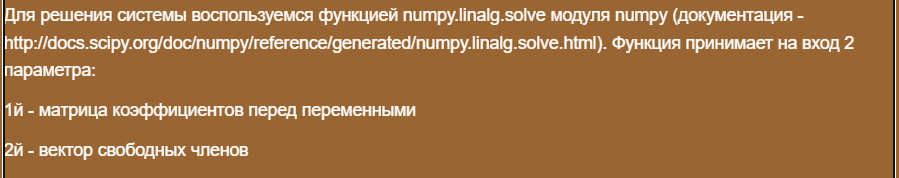 Для решения системы воспользуемся функцией numpy.linalg.solve модуля numpy (документация -
http://docs.scipy.org/doc/numpy/reference/generated/numpy.linalg.solve.html). Функция принимает на вход 2
параметра:
1й - матрица коэффициентов перед переменными
2й - вектор свободных членов